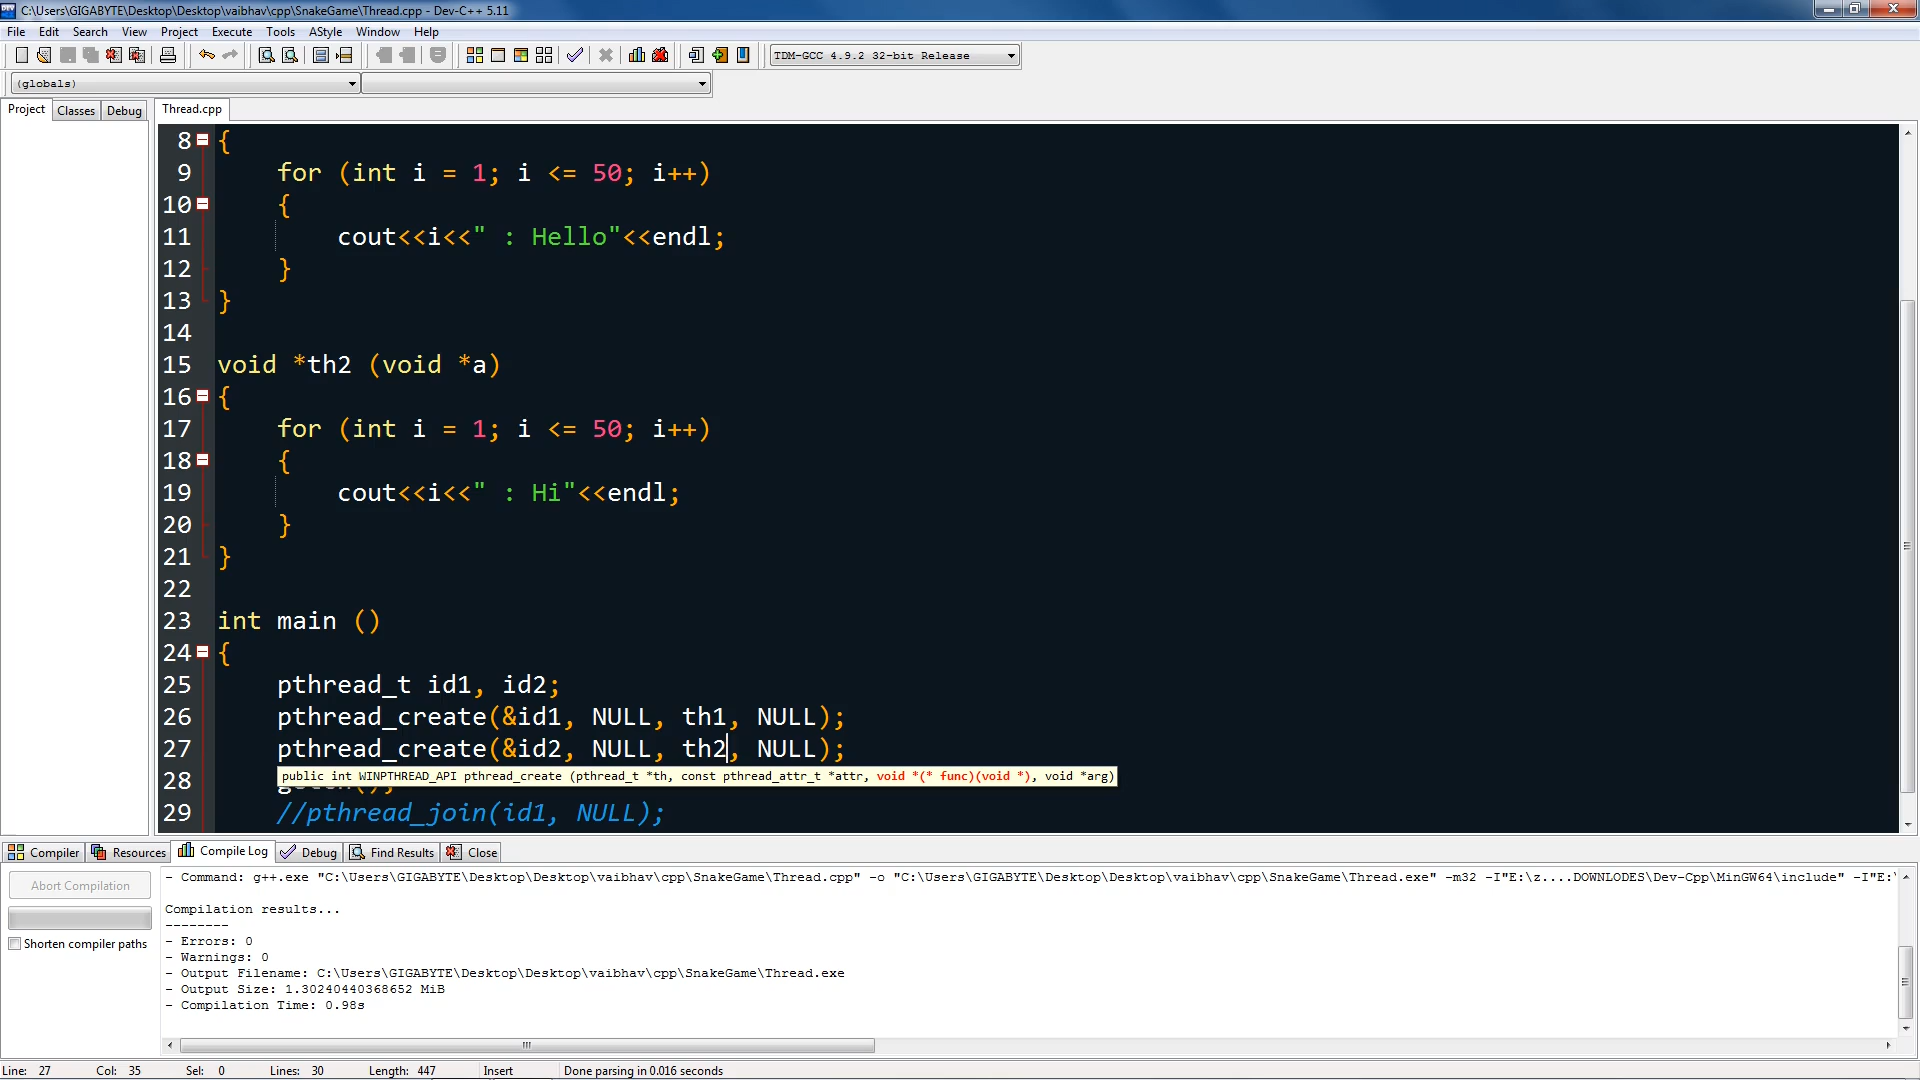 C:\Users\GIGABYTE\Desktop\Desktop\vaibhav\cpp\SnakeGame\Thread.cpp - Dev-C++ 5.11
File Edit Search View Project Execute Tools AStyle Window Help
TDM-GCC 4.9.2 32-bit Release
(globals)
Project Classes Debug Thread.cpp
8 {
9 for (int i = 1; i <= 50; i++)
10 {
11 cout<<i<<" : Hello"<<endl;
12 }
13 }
14
15 void *th2 (void *a)
16 {
17 for (int i = 1; i <= 50; i++)
18 {
19 cout<<i<<" : Hi"<<endl;
20 }
21 }
22
23 int main ()
24 {
25 pthread_t id1, id2;
26 pthread_create(&id1, NULL, th1, NULL);
27 pthread_create(&id2, NULL, th2, NULL);
public int WINPTHREAD_API pthread_create (pthread_t *th, const pthread_attr_t *attr, void *(* func)(void *), void *arg)
28
29 //pthread_join(id1, NULL);
Compiler Resources Compile Log Debug Find Results Close
Abort Compilation
Shorten compiler paths
- Command: g++.exe "C:\Users\GIGABYTE\Desktop\Desktop\vaibhav\cpp\SnakeGame\Thread.cpp" -o "C:\Users\GIGABYTE\Desktop\Desktop\vaibhav\cpp\SnakeGame\Thread.exe" -m32 -I"E:\z....DOWNLODES\Dev-Cpp\MinGW64\include" -I"E:\
Compilation results...
--------
- Errors: 0
- Warnings: 0
- Output Filename: C:\Users\GIGABYTE\Desktop\Desktop\vaibhav\cpp\SnakeGame\Thread.exe
- Output Size: 1.30240440368652 MiB
- Compilation Time: 0.98s
Line: 27 Col: 35 Sel: 0 Lines: 30 Length: 447 Insert Done parsing in 0.016 seconds